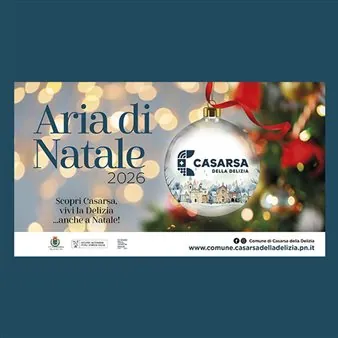 Aria di
Natale
2026
CASARSA
DELLA DELIZIA
Scopri Casarsa,
vivi la Delizia
...anche a Natale!
Comune di Casarsa della Delizia
www.comune.casarsadelladelizia.pn.it